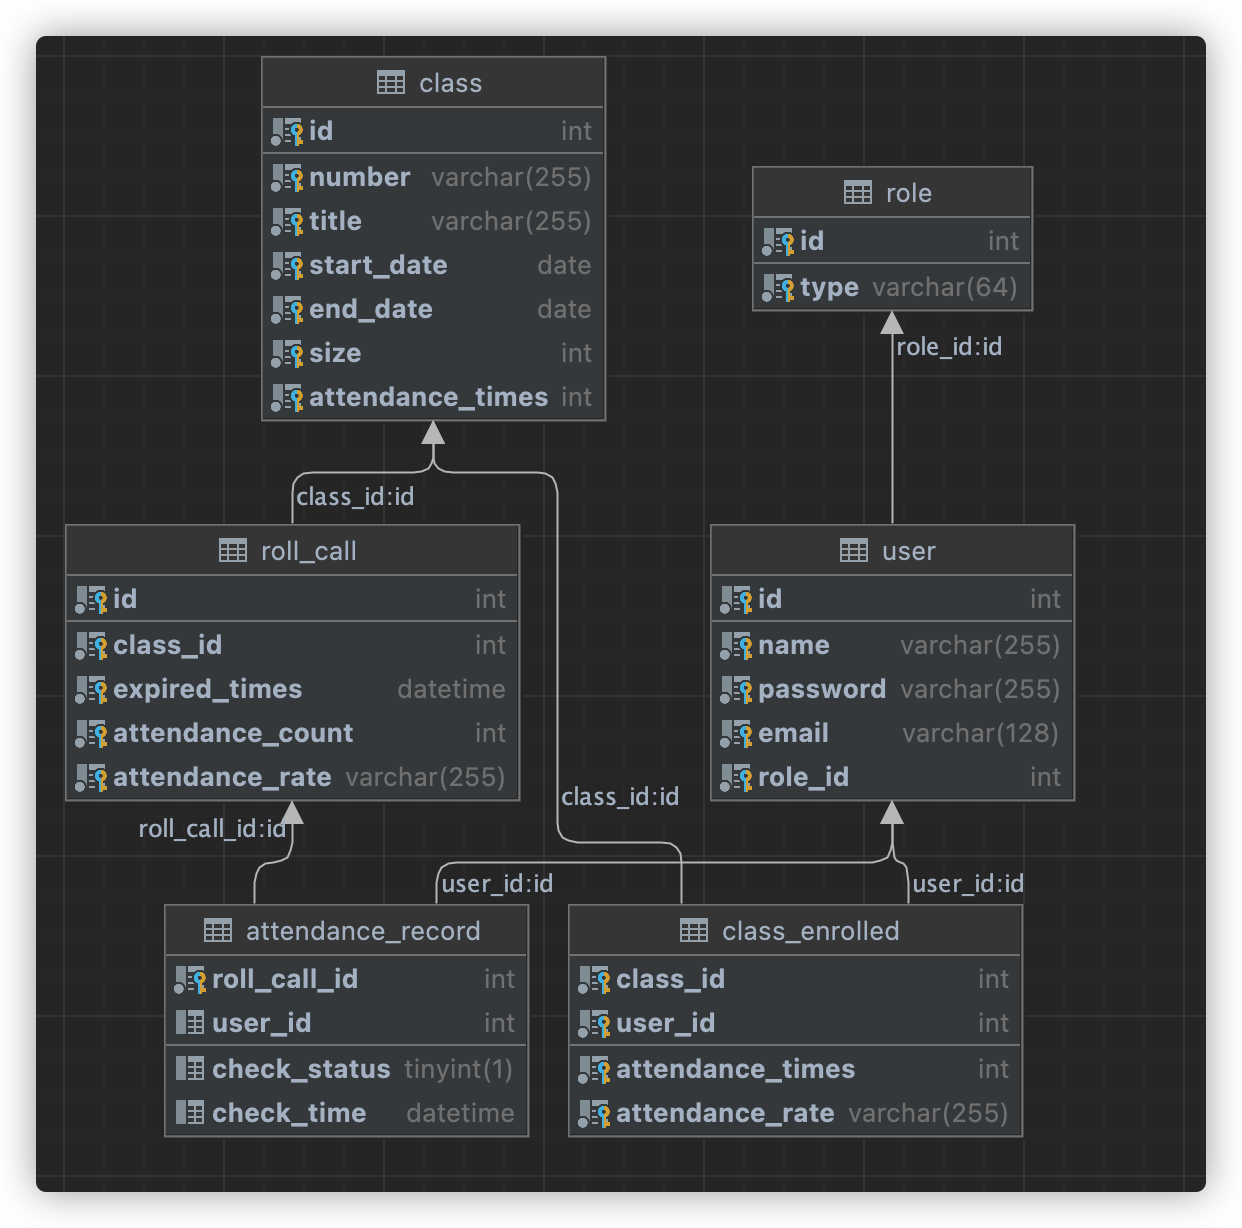 class
id int
number varchar(255)
title varchar(255)
start_date date
end_date date
size int
attendance_times int
role
id int
type varchar(64)
role_id:id
class_id:id
roll_call
id int
class_id int
expired_times datetime
attendance_count int
attendance_rate varchar(255)
user
id int
name varchar(255)
password varchar(255)
email varchar(128)
role_id int
class_id:id
roll_call_id:id
user_id:id
user_id:id
attendance_record
roll_call_id int
user_id int
check_status tinyint(1)
check_time datetime
class_enrolled
class_id int
user_id int
attendance_times int
attendance_rate varchar(255)